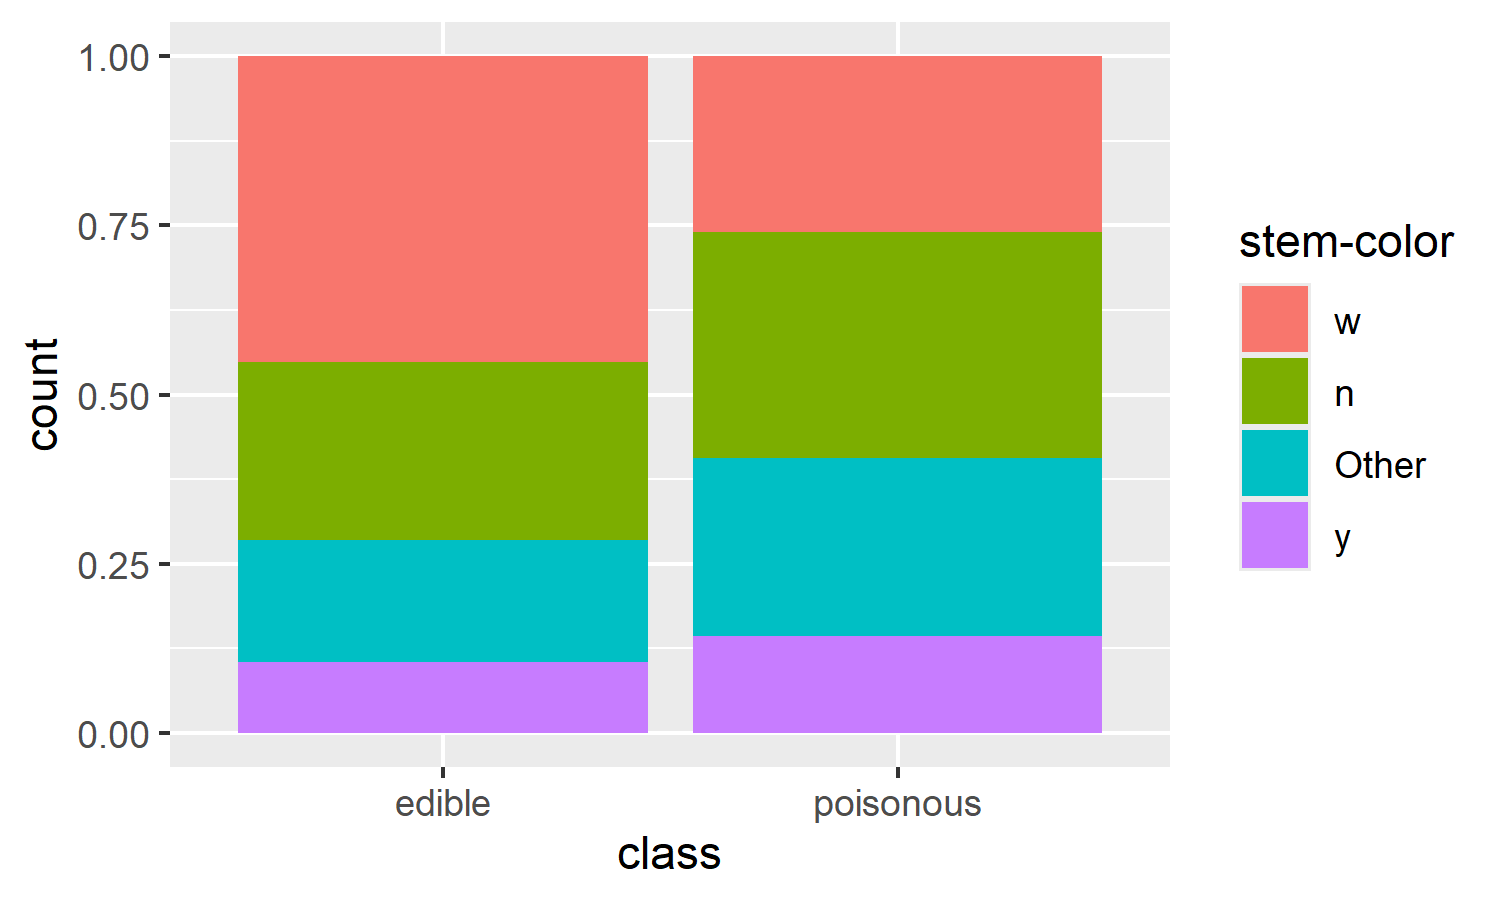 1.00
0.75
0.50
0.25
0.00
count
edible
poisonous
class
stem-color
w
n
Other
y